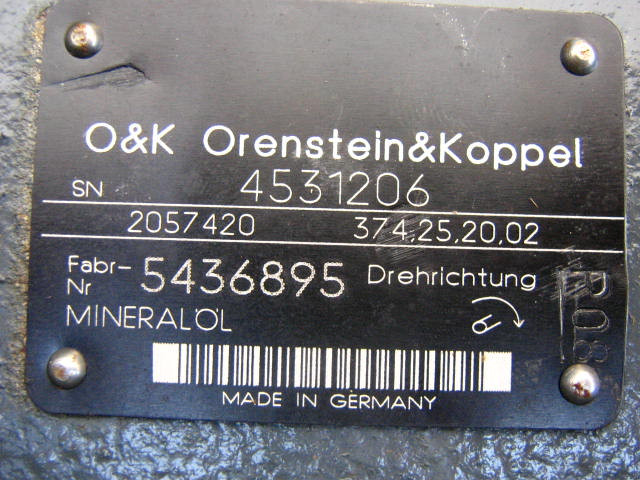 O&K Orenstein&Koppel
SN 4531206
2057420 374,25,20,02
Fabr-Nr 5436895 Drehrichtung
MINERALÖL
MADE IN GERMANY